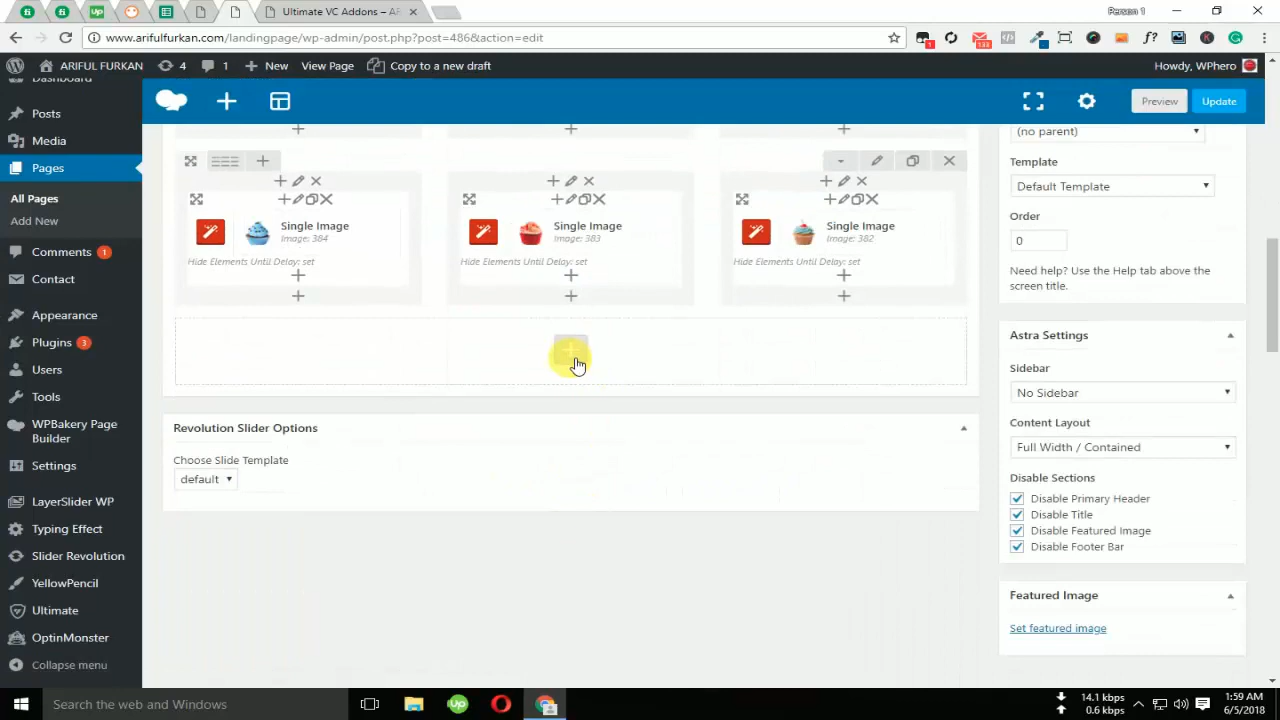 Ultimate VC Addons – AR
Person 1
www.arifulfurkan.com/landingpage/wp-admin/post.php?post=486&action=edit
1
133
ARIFUL FURKAN
4
1
New
View Page
Copy to a new draft
Howdy, WPhero
Dashboard
Posts
Media
Pages
All Pages
Add New
Comments 1
Contact
Appearance
Plugins 3
Users
Tools
WPBakery Page
Builder
Settings
LayerSlider WP
Typing Effect
Slider Revolution
YellowPencil
Ultimate
OptinMonster
Collapse menu
Preview
Update
Single Image
Image: 384
Hide Elements Until Delay: set
Single Image
Image: 383
Hide Elements Until Delay: set
Single Image
Image: 382
Hide Elements Until Delay: set
Revolution Slider Options
Choose Slide Template
default
(no parent)
Template
Default Template
Order
0
Need help? Use the Help tab above the
screen title.
Astra Settings
Sidebar
No Sidebar
Content Layout
Full Width / Contained
Disable Sections
Disable Primary Header
Disable Title
Disable Featured Image
Disable Footer Bar
Featured Image
Set featured image
Search the web and Windows
14.1 kbps
0.6 kbps
1:59 AM
6/5/2018